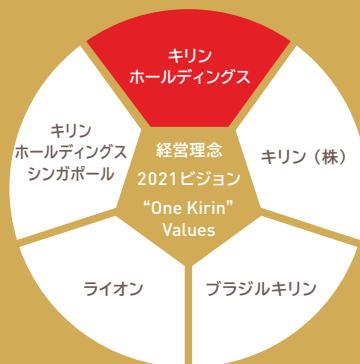 キリン
ホールディングス
キリン
ホールディングス
シンガポール
経営理念
2021ビジョン
“One Kirin”
Values
キリン（株）
ライオン
ブラジルキリン